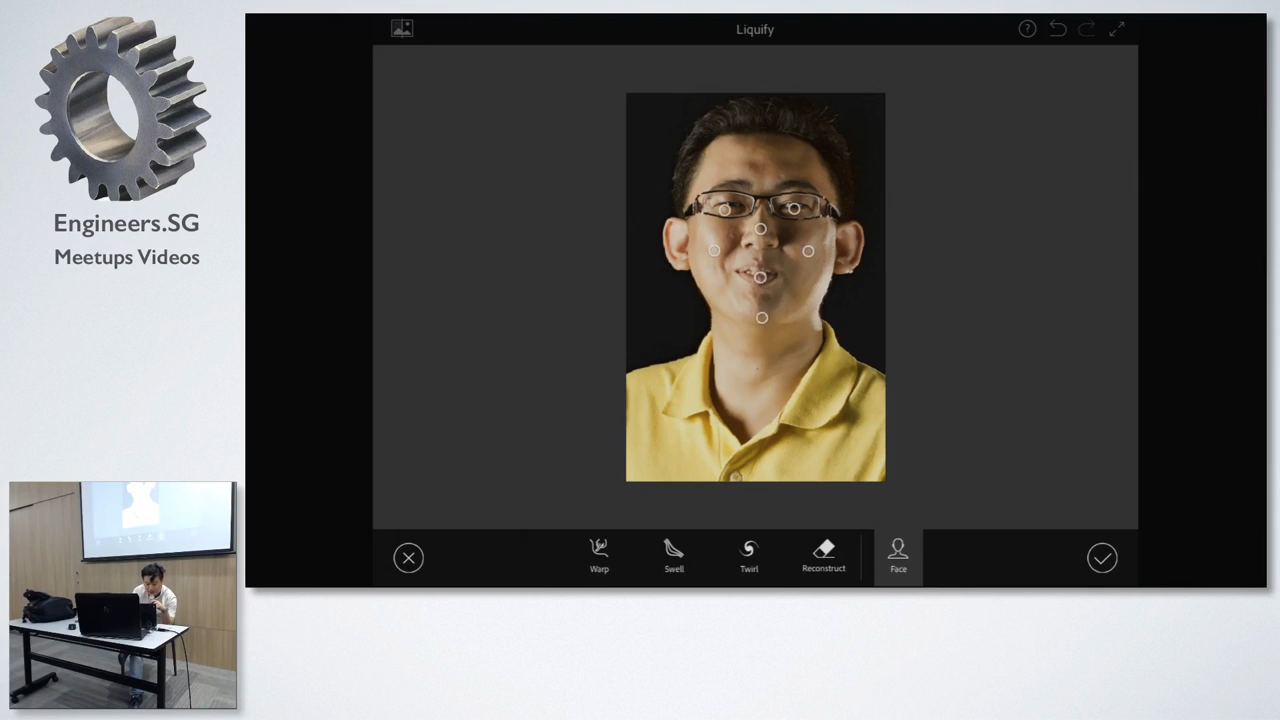 Liquify
Engineers.SG
Meetups Videos
Warp
Swell
Twirl
Reconstruct
Face